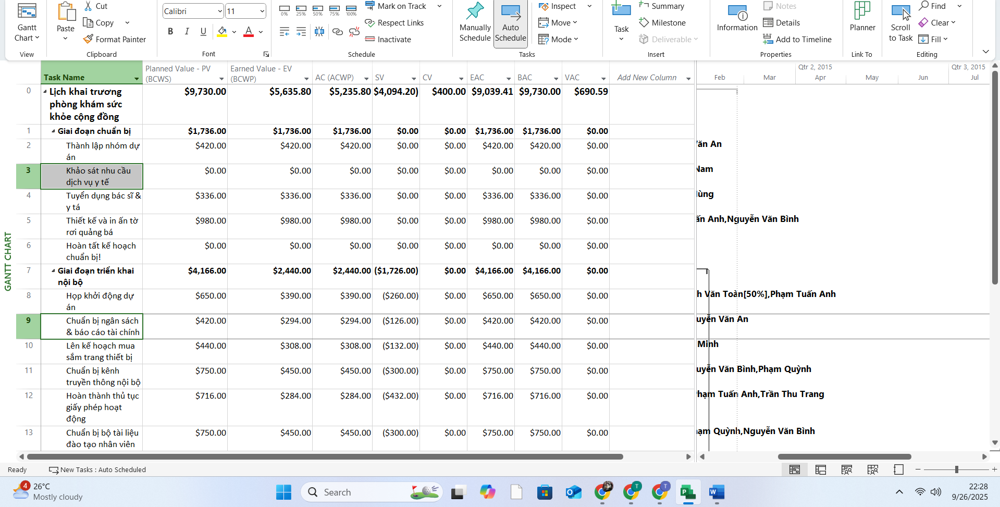 Gantt Chart
View
Paste
Cut
Copy
Format Painter
Clipboard
Calibri 11
B I U A
Font
0% 25% 50% 75% 100%
Mark on Track
Respect Links
Inactivate
Schedule
Manually Schedule
Auto Schedule
Inspect
Move
Mode
Tasks
Task
Summary
Milestone
Deliverable
Insert
Information
Notes
Details
Add to Timeline
Properties
Planner
Link To
Scroll to Task
Find
Clear
Fill
Editing
GANTT CHART
Task Name Planned Value - PV (BCWS) Earned Value - EV (BCWP) AC (ACWP) SV CV EAC BAC VAC Add New Column
0 Lịch khai trương phòng khám sức khỏe cộng đồng $9,730.00 $5,635.80 $5,235.80 $4,094.20) $400.00 $9,039.41 $9,730.00 $690.59
1 Giai đoạn chuẩn bị $1,736.00 $1,736.00 $1,736.00 $0.00 $0.00 $1,736.00 $1,736.00 $0.00
2 Thành lập nhóm dự án $420.00 $420.00 $420.00 $0.00 $0.00 $420.00 $420.00 $0.00
3 Khảo sát nhu cầu dịch vụ y tế $0.00 $0.00 $0.00 $0.00 $0.00 $0.00 $0.00 $0.00
4 Tuyển dụng bác sĩ & y tá $336.00 $336.00 $336.00 $0.00 $0.00 $336.00 $336.00 $0.00
5 Thiết kế và in ấn tờ rơi quảng bá $980.00 $980.00 $980.00 $0.00 $0.00 $980.00 $980.00 $0.00
6 Hoàn tất kế hoạch chuẩn bị! $0.00 $0.00 $0.00 $0.00 $0.00 $0.00 $0.00 $0.00
7 Giai đoạn triển khai nội bộ $4,166.00 $2,440.00 $2,440.00 ($1,726.00) $0.00 $4,166.00 $4,166.00 $0.00
8 Họp khởi động dự án $650.00 $390.00 $390.00 ($260.00) $0.00 $650.00 $650.00 $0.00
9 Chuẩn bị ngân sách & báo cáo tài chính $420.00 $294.00 $294.00 ($126.00) $0.00 $420.00 $420.00 $0.00
10 Lên kế hoạch mua sắm trang thiết bị $440.00 $308.00 $308.00 ($132.00) $0.00 $440.00 $440.00 $0.00
11 Chuẩn bị kênh truyền thông nội bộ $750.00 $450.00 $450.00 ($300.00) $0.00 $750.00 $750.00 $0.00
12 Hoàn thành thủ tục giấy phép hoạt động $716.00 $284.00 $284.00 ($432.00) $0.00 $716.00 $716.00 $0.00
13 Chuẩn bị bộ tài liệu đào tạo nhân viên $750.00 $450.00 $450.00 ($300.00) $0.00 $750.00 $750.00 $0.00
Qtr 2, 2015 Qtr 3, 2015
Feb Mar Apr May Jun Jul
Văn An
Nam
Hùng
ấn Anh,Nguyễn Văn Bình
h Văn Toàn[50%],Phạm Tuấn Anh
uyễn Văn An
Minh
uyễn Văn Bình,Phạm Quỳnh
Phạm Tuấn Anh,Trần Thu Trang
ạm Quỳnh,Nguyễn Văn Bình
Ready New Tasks : Auto Scheduled
4
26°C
Mostly cloudy
Search
T
T
P
W
22:28
9/26/2025